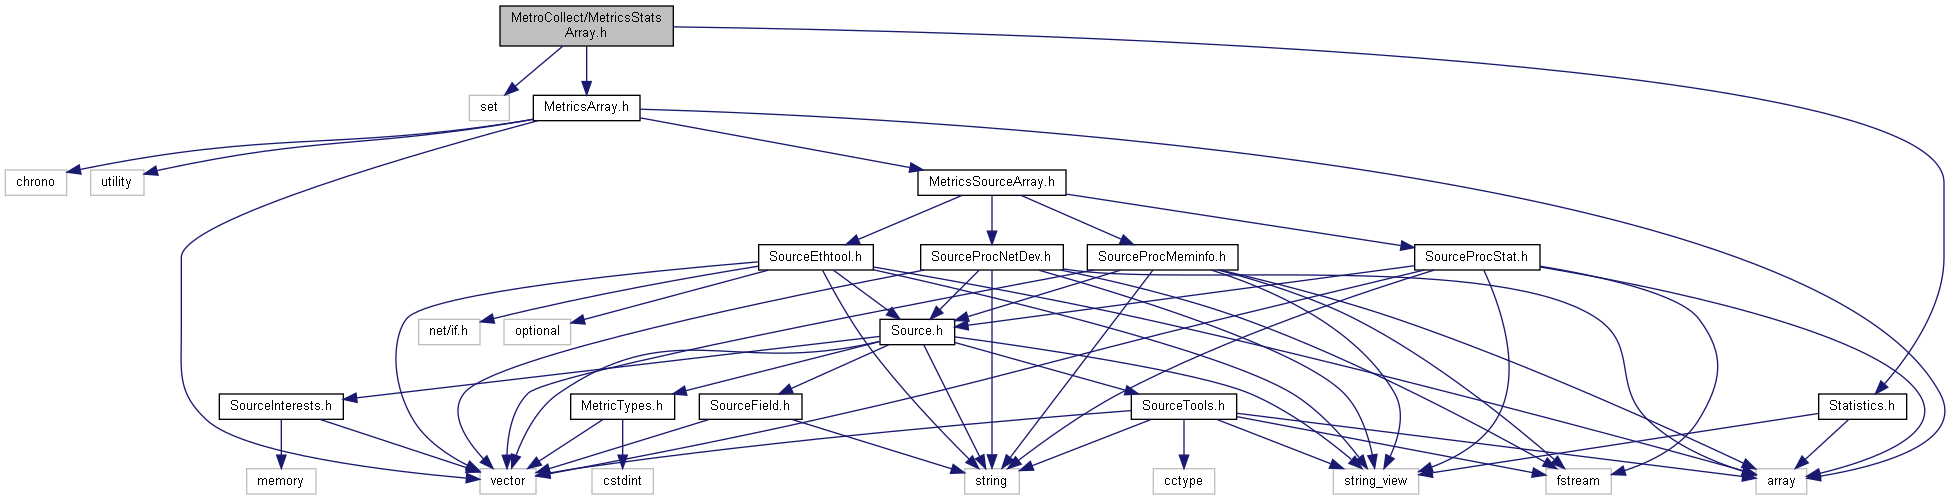 MetroCollect/MetricsStats
Array.h
set
MetricsArray.h
chrono
utility
MetricsSourceArray.h
SourceEthtool.h
SourceProcNetDev.h
SourceProcMeminfo.h
SourceProcStat.h
net/if.h
optional
Source.h
SourceInterests.h
MetricTypes.h
SourceField.h
SourceTools.h
Statistics.h
memory
vector
cstdint
string
cctype
string_view
fstream
array